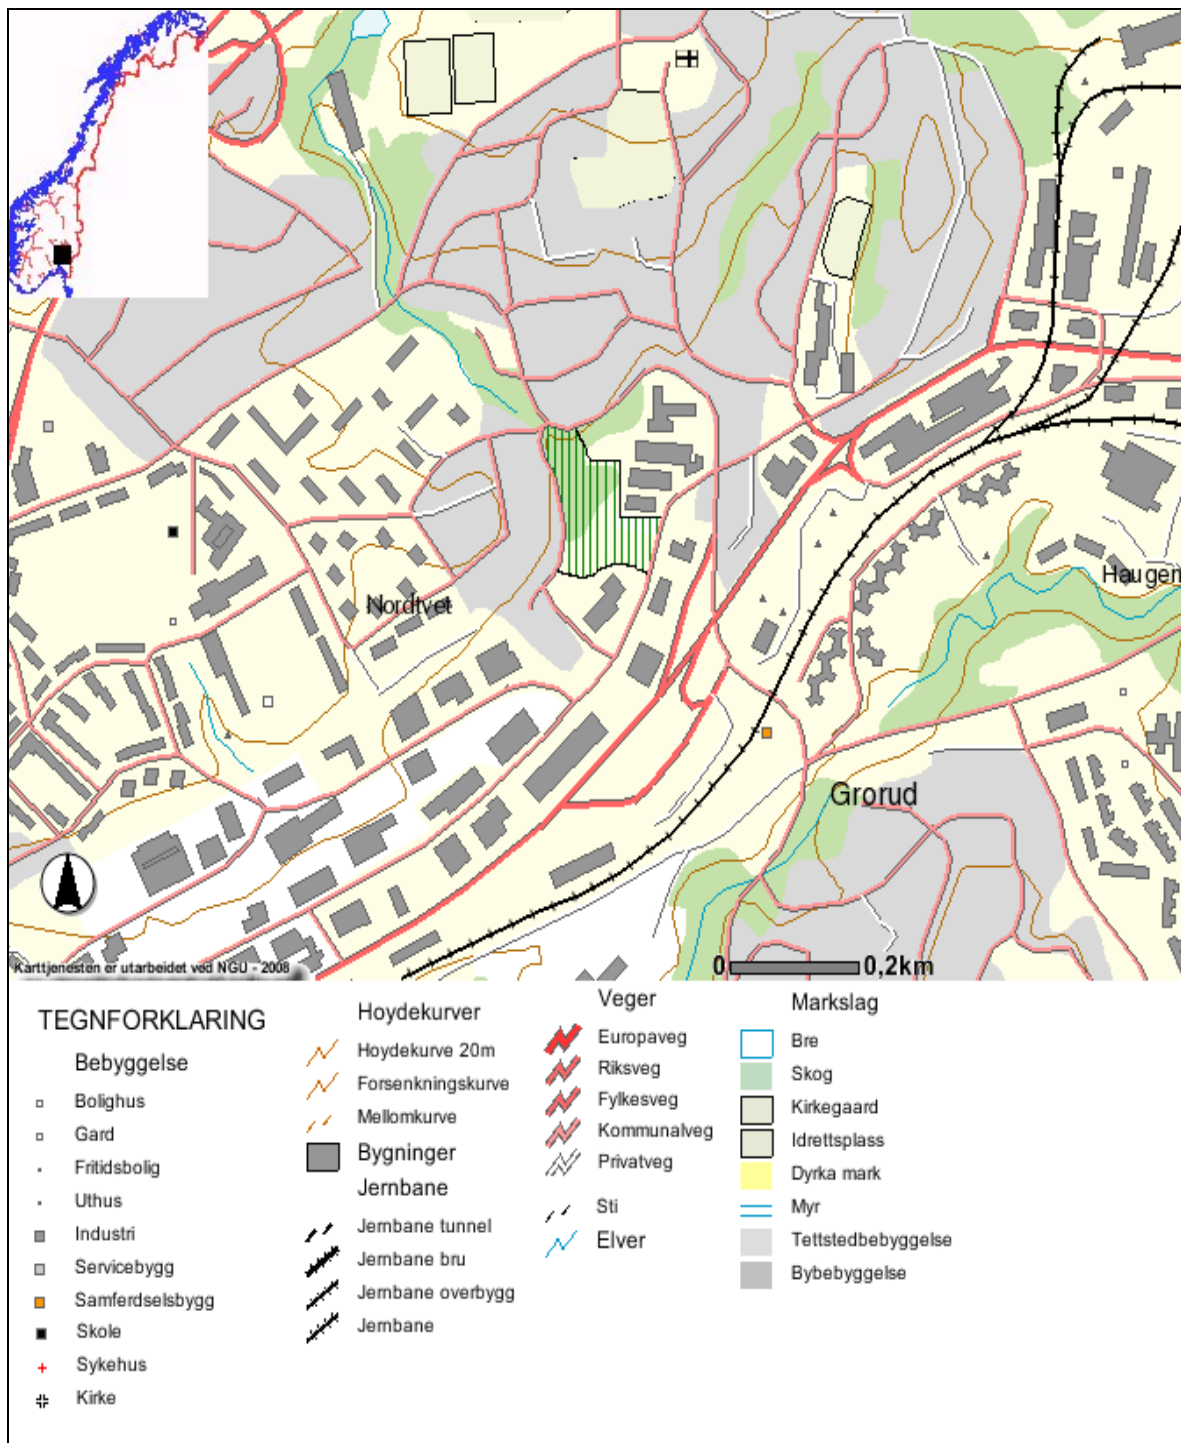 Nordtvet
Haugen
Grorud
Karttjenesten er utarbeidet ved NGU - 2008
0 0,2km
TEGNFORKLARING
Bebyggelse
Bolighus
Gard
Fritidsbolig
Uthus
Industri
Servicebygg
Samferdselsbygg
Skole
Sykehus
Kirke
Hoydekurver
Hoydekurve 20m
Forsenkningskurve
Mellomkurve
Bygninger
Jernbane
Jernbane tunnel
Jernbane bru
Jernbane overbygg
Jernbane
Veger
Europaveg
Riksveg
Fylkesveg
Kommunalveg
Privatveg
Sti
Elver
Markslag
Bre
Skog
Kirkegaard
Idrettsplass
Dyrka mark
Myr
Tettstedbebyggelse
Bybebyggelse